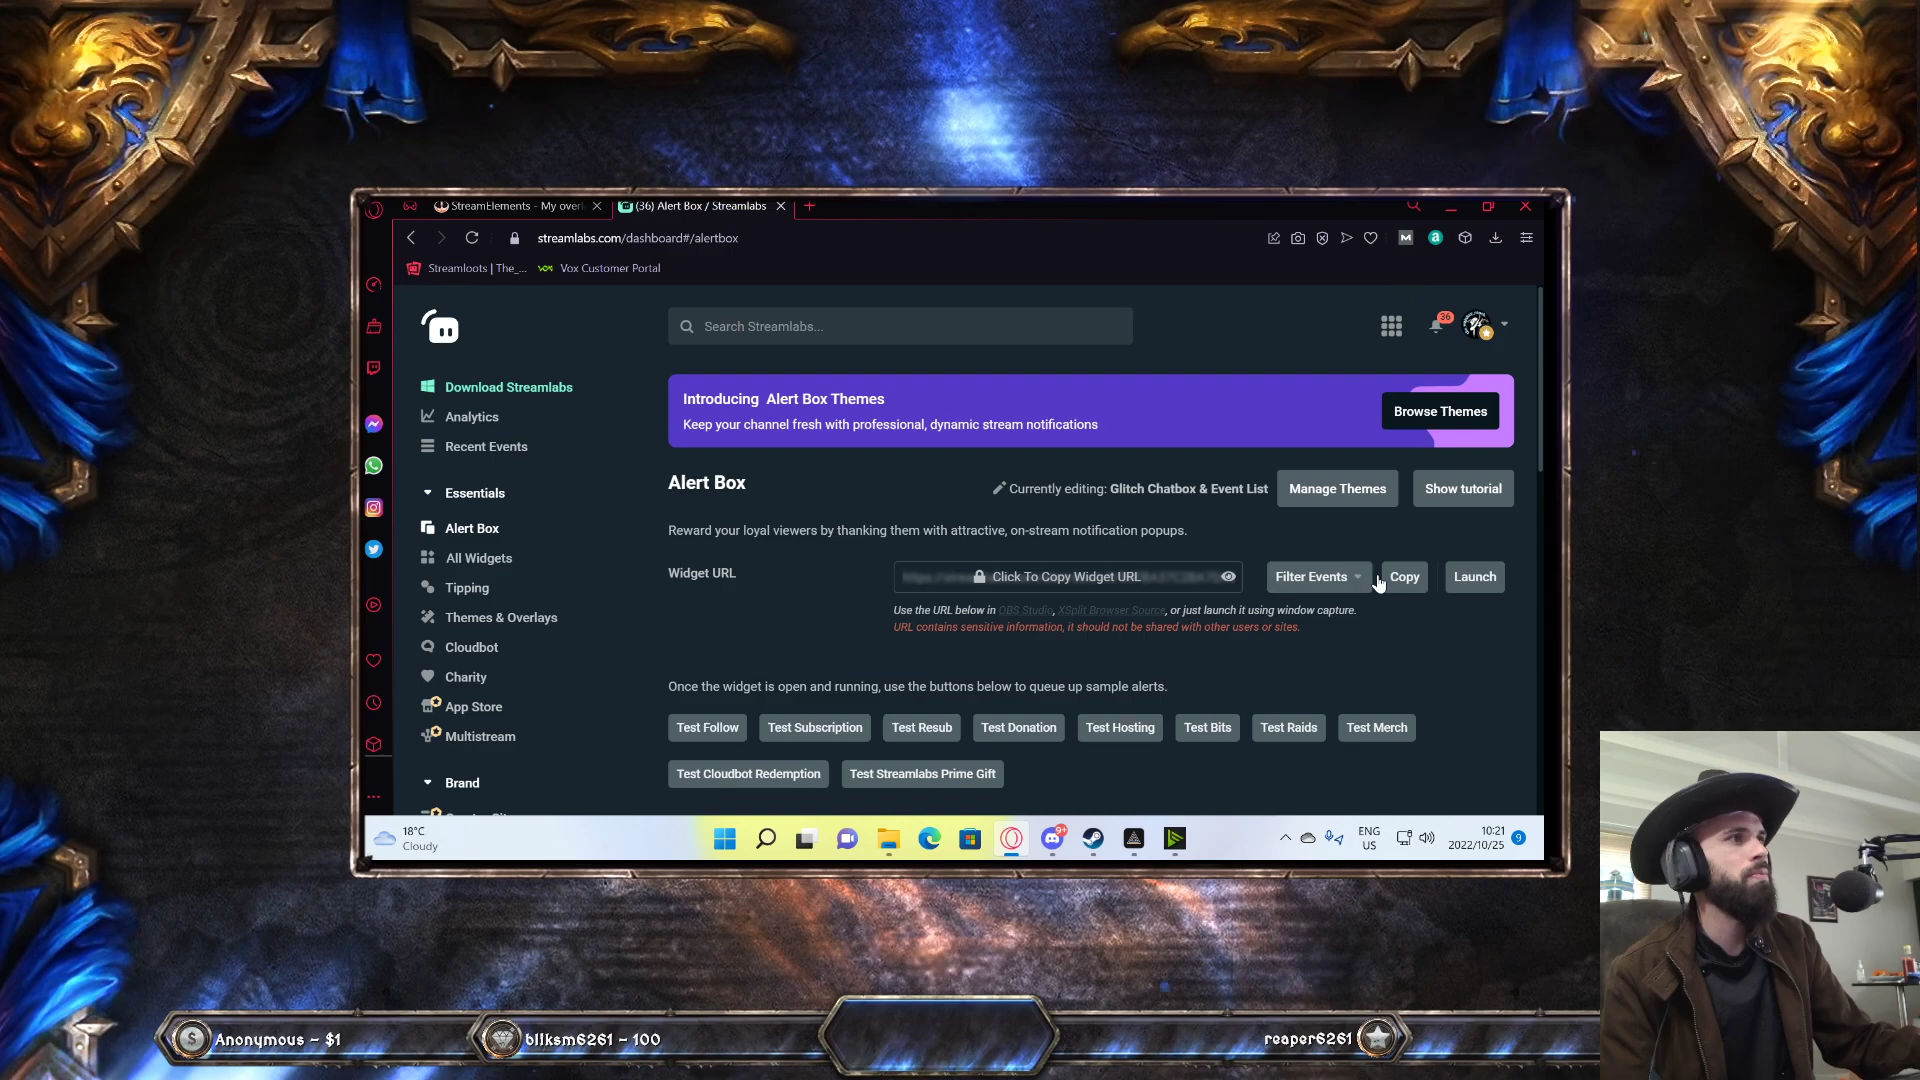 StreamElements - My over
(36) Alert Box / Streamlabs
streamlabs.com/dashboard#/alertbox
Streamloots | The_...
Vox Customer Portal
Search Streamlabs...
36
Download Streamlabs
Analytics
Recent Events
Essentials
Alert Box
All Widgets
Tipping
Themes & Overlays
Cloudbot
Charity
App Store
Multistream
Brand
Introducing Alert Box Themes
Keep your channel fresh with professional, dynamic stream notifications
Browse Themes
Alert Box
Currently editing: Glitch Chatbox & Event List
Manage Themes
Show tutorial
Reward your loyal viewers by thanking them with attractive, on-stream notification popups.
Widget URL
Click To Copy Widget URL
Filter Events
Copy
Launch
Use the URL below in OBS Studio, XSplit Browser Source, or just launch it using window capture.
URL contains sensitive information, it should not be shared with other users or sites.
Once the widget is open and running, use the buttons below to queue up sample alerts.
Test Follow
Test Subscription
Test Resub
Test Donation
Test Hosting
Test Bits
Test Raids
Test Merch
Test Cloudbot Redemption
Test Streamlabs Prime Gift
18°C
Cloudy
9+
ENG
US
10:21
2022/10/25
9
Anonymous - $1
bliksm6261 - 100
reaper6261